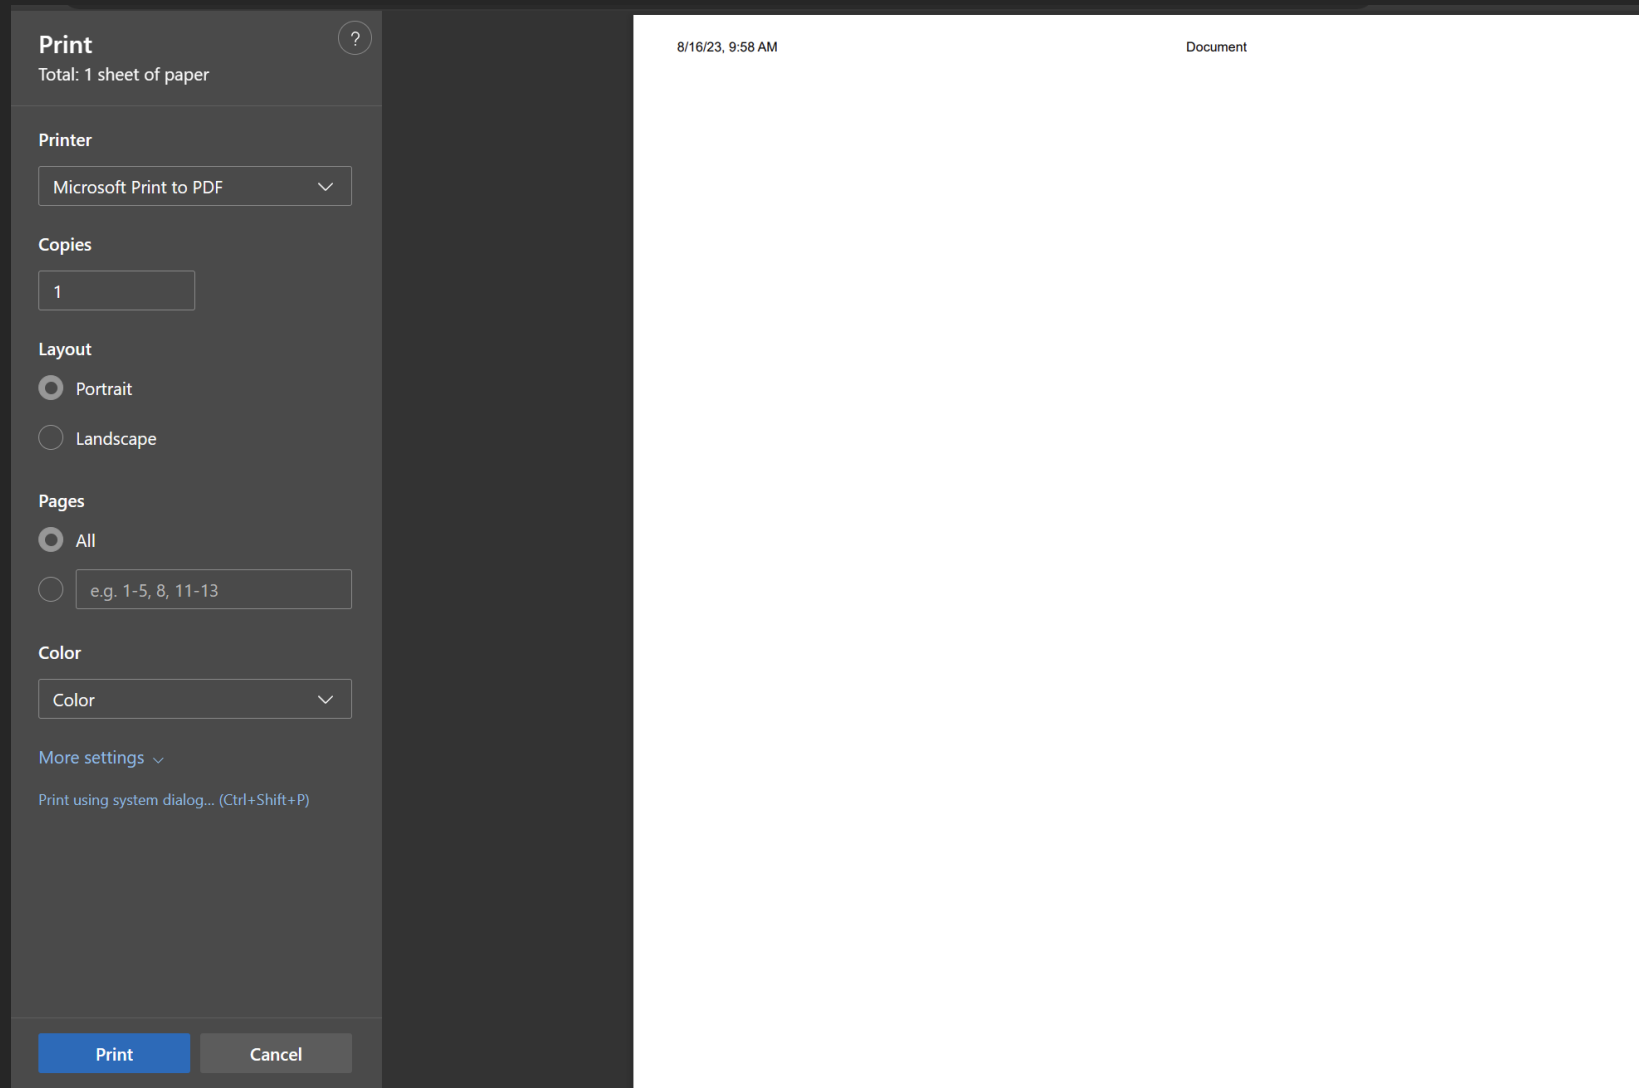 Print
?
Total: 1 sheet of paper
Printer
Microsoft Print to PDF
Copies
1
Layout
Portrait
Landscape
Pages
All
e.g. 1-5, 8, 11-13
Color
Color
More settings
Print using system dialog... (Ctrl+Shift+P)
Print
Cancel
8/16/23, 9:58 AM
Document